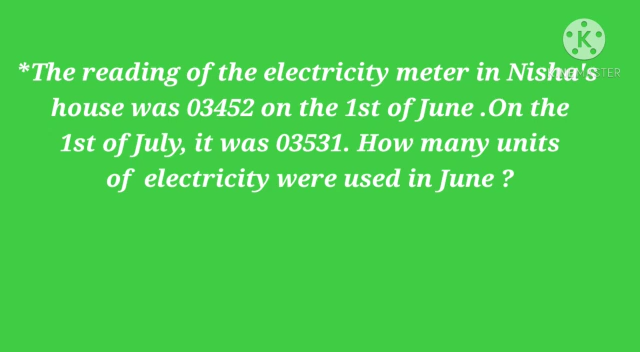 *The reading of the electricity meter in Nisha's
house was 03452 on the 1st of June .On the
1st of July, it was 03531. How many units
of electricity were used in June ?
K